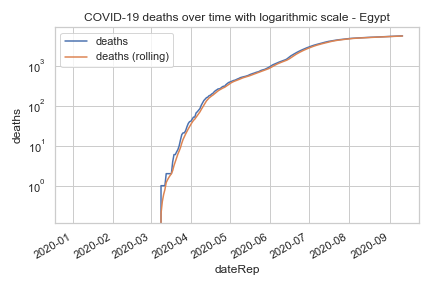 COVID-19 deaths over time with logarithmic scale - Egypt
deaths
deaths (rolling)
10³
10²
10¹
10⁰
deaths
2020-01
2020-02
2020-03
2020-04
2020-05
2020-06
2020-07
2020-08
2020-09
dateRep